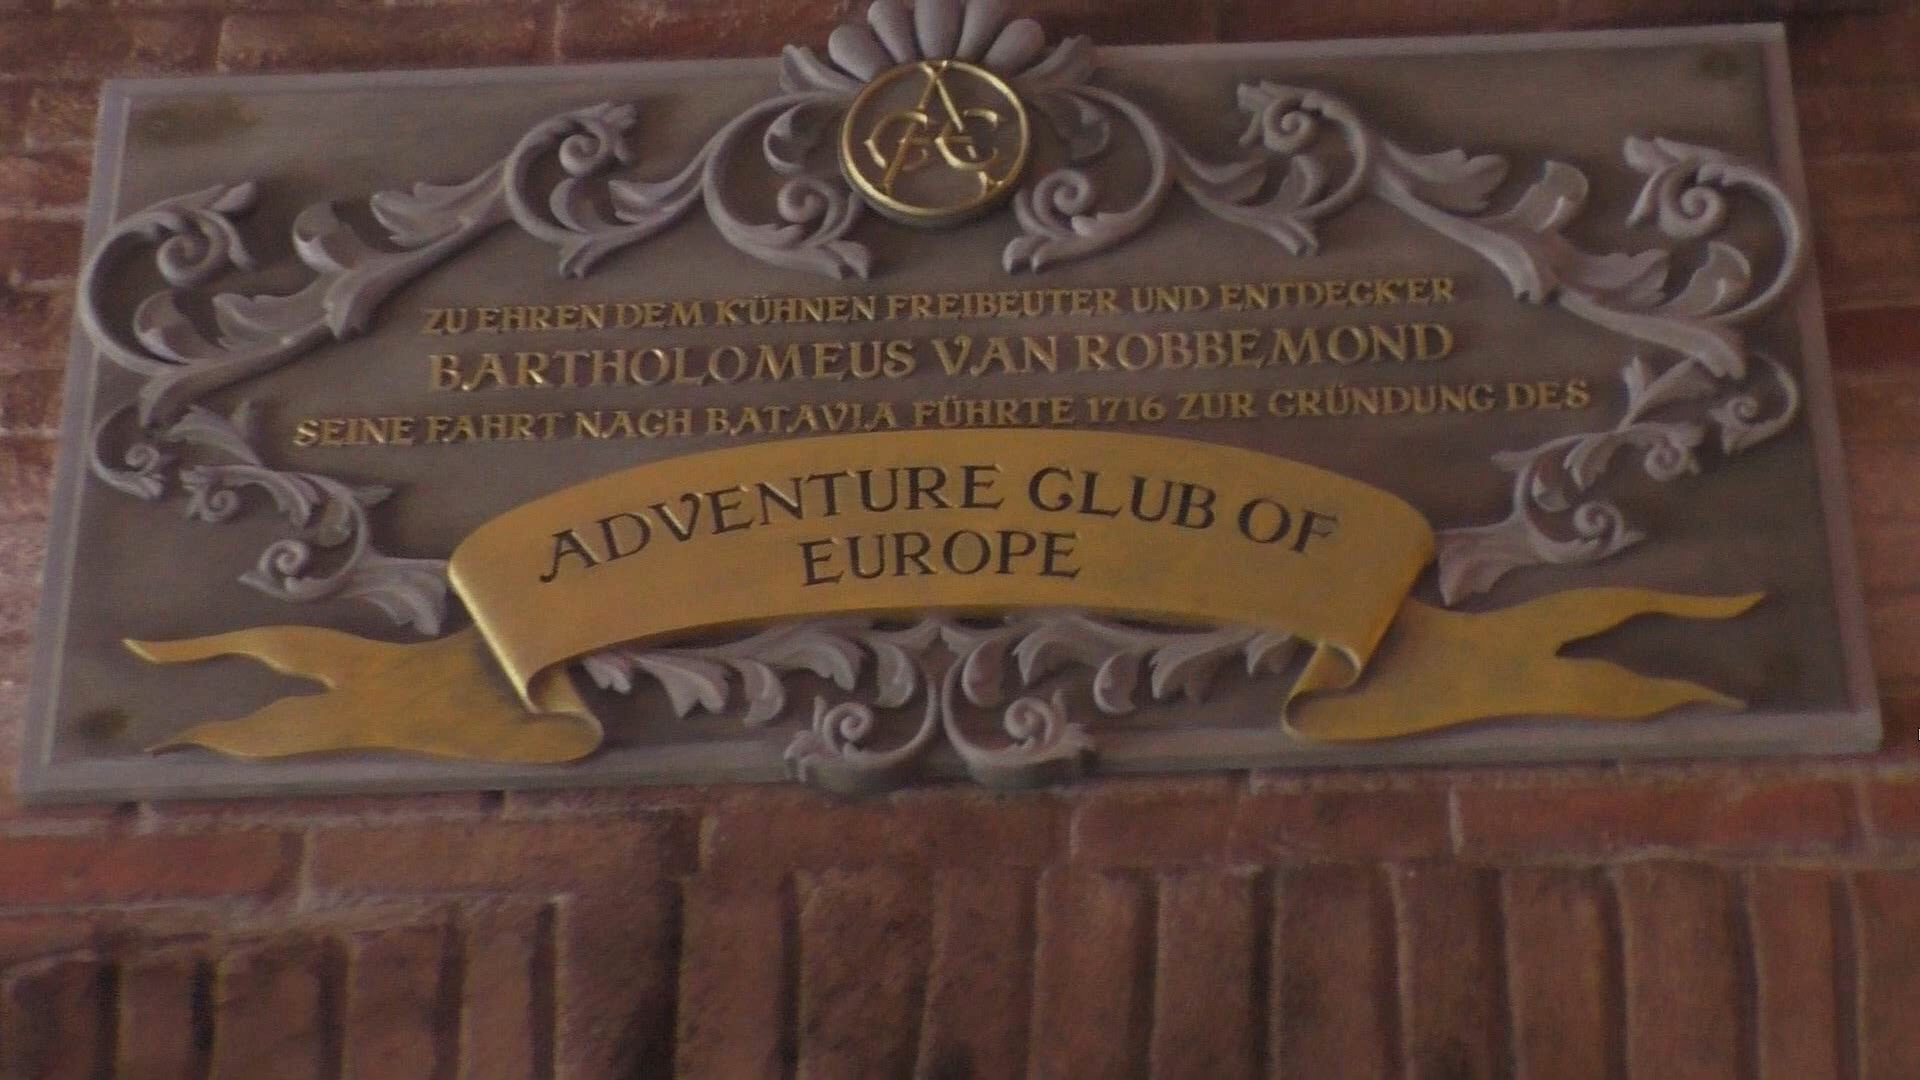 ACE
ZU EHREN DEM KÜHNEN FREIBEUTER UND ENTDECKER
BARTHOLOMEUS VAN ROBBEMOND
SEINE FAHRT NACH BATAVIA FÜHRTE 1716 ZUR GRÜNDUNG DES
ADVENTURE CLUB OF
EUROPE